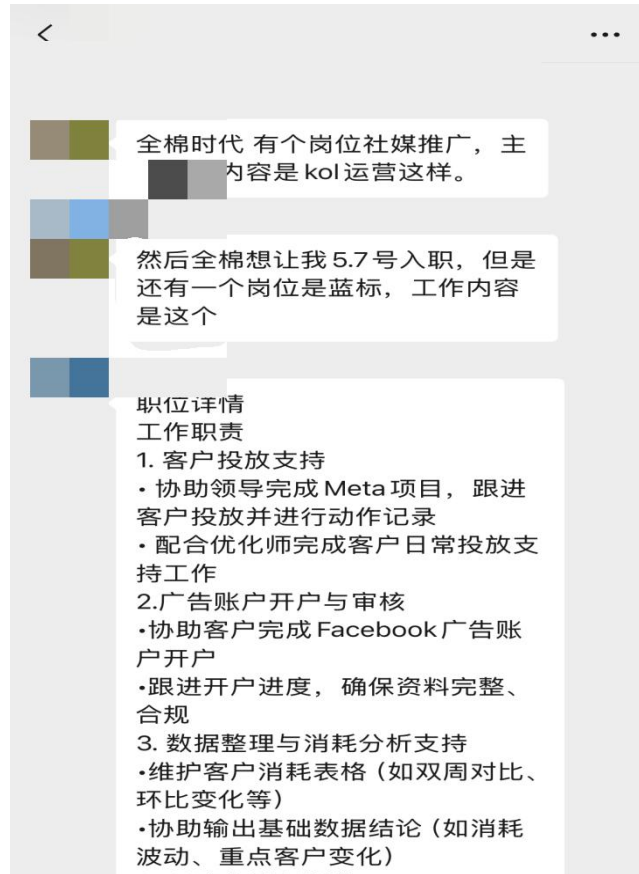 全棉时代 有个岗位社媒推广，主
内容是kol运营这样。
然后全棉想让我5.7号入职，但是
还有一个岗位是蓝标，工作内容
是这个
职位详情
工作职责
1. 客户投放支持
• 协助领导完成Meta项目，跟进
客户投放并进行动作记录
• 配合优化师完成客户日常投放支
持工作
2.广告账户开户与审核
•协助客户完成Facebook广告账
户开户
•跟进开户进度，确保资料完整、
合规
3. 数据整理与消耗分析支持
•维护客户消耗表格（如双周对比、
环比变化等）
•协助输出基础数据结论（如消耗
波动、重点客户变化）